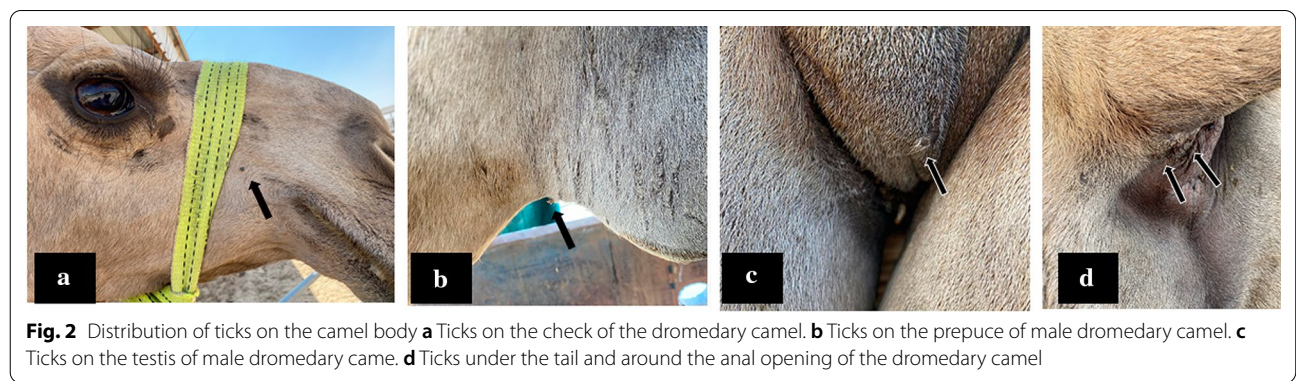 a
b
c
d
Fig. 2 Distribution of ticks on the camel body a Ticks on the check of the dromedary camel. b Ticks on the prepuce of male dromedary camel. c
Ticks on the testis of male dromedary came. d Ticks under the tail and around the anal opening of the dromedary camel